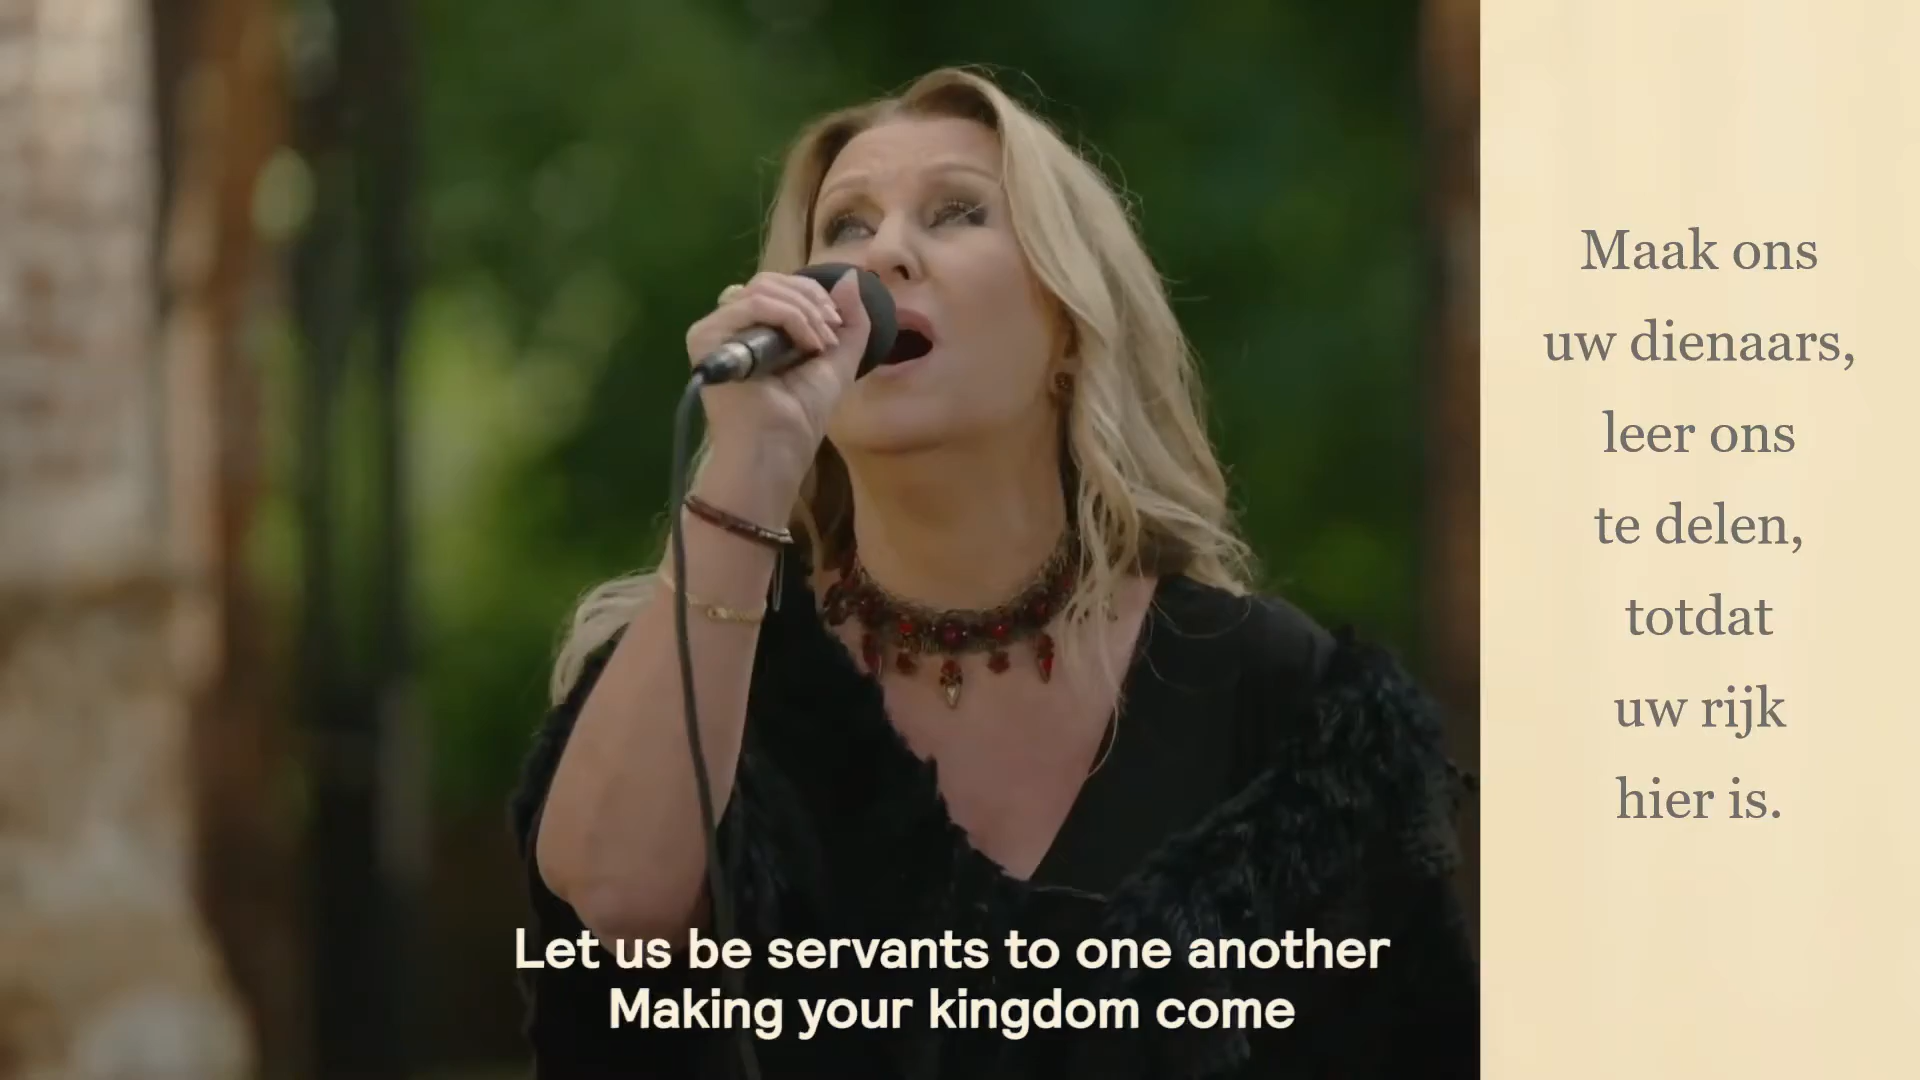 Maak ons
uw dienaars,
leer ons
te delen,
totdat
uw rijk
hier is.
Let us be servants to one another
Making your kingdom come